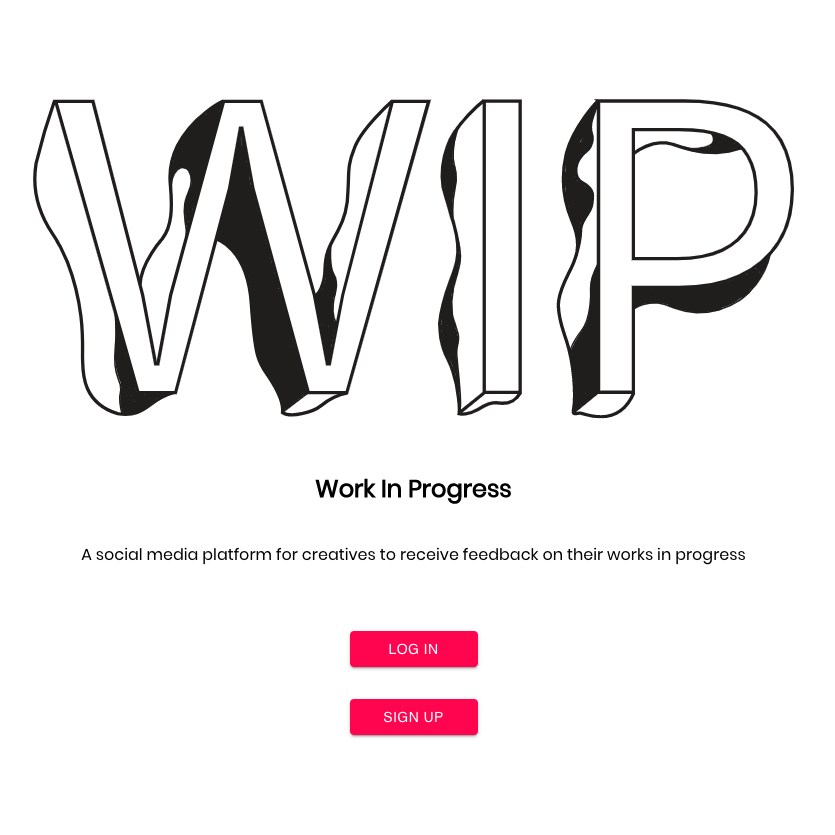 WIP
Work In Progress
A social media platform for creatives to receive feedback on their works in progress
LOG IN
SIGN UP